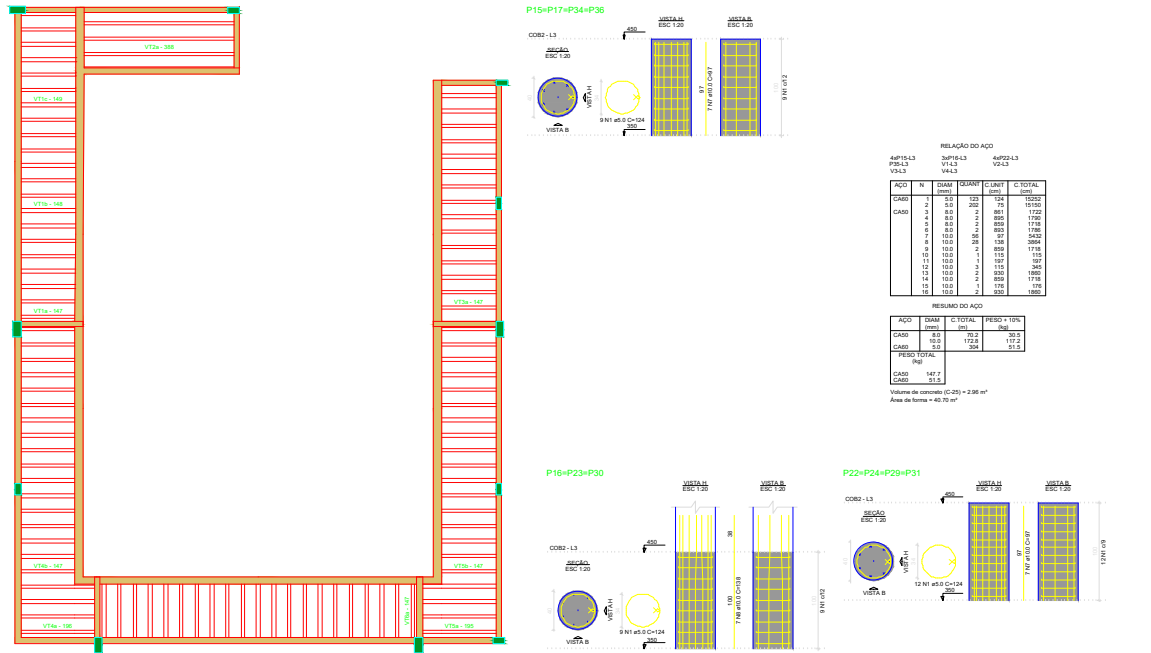 VT2a - 388
VT1c - 149
VT1b - 148
VT1a - 147
VT3a - 147
VT4b - 147
VT5b - 147
VT4a - 195
VT5a - 195
P15=P17=P34=P36
VISTA H
ESC 1:20
VISTA B
ESC 1:20
COB2 - L3
450
SEÇÃO
ESC 1:20
VISTA H
VISTA B
9 N1 ø5.0 C=124
350
97
7 N7 ø10.0 C=97
9 N1 c/12
RELAÇÃO DO AÇO
4xP15-L3 3xP16-L3 4xP22-L3
P35-L3 V1-L3 V2-L3
V3-L3 V4-L3
AÇO N DIAM QUANT C.UNIT C.TOTAL
(mm) (cm) (cm)
CA60 1 5.0 123 124 15252
2 5.0 202 75 15150
CA50 3 8.0 2 861 1722
4 8.0 2 895 1790
5 8.0 2 859 1718
6 8.0 2 893 1786
7 10.0 56 97 5432
8 10.0 28 138 3864
9 10.0 2 859 1718
10 10.0 1 115 115
11 10.0 1 197 197
12 10.0 3 115 345
13 10.0 2 930 1860
14 10.0 2 859 1718
15 10.0 1 176 176
16 10.0 2 930 1860
RESUMO DO AÇO
AÇO DIAM C.TOTAL PESO + 10%
(mm) (m) (kg)
CA50 8.0 70.2 30.5
10.0 172.8 117.2
CA60 5.0 304 51.5
PESO TOTAL
(kg)
CA50 147.7
CA60 51.5
Volume de concreto (C-25) = 2.96 m³
Área de forma = 40.70 m²
P18=P23=P30
VISTA H
ESC 1:20
VISTA B
ESC 1:20
COB2 - L3
450
SEÇÃO
ESC 1:20
VISTA H
VISTA B
9 N1 ø5.0 C=124
350
38
100
7 N8 ø10.0 C=138
9 N1 c/12
P22=P24=P29=P31
VISTA H
ESC 1:20
VISTA B
ESC 1:20
COB2 - L3
450
SEÇÃO
ESC 1:20
VISTA H
VISTA B
12 N1 ø5.0 C=124
350
97
7 N7 ø10.0 C=97
12 N1 c/9